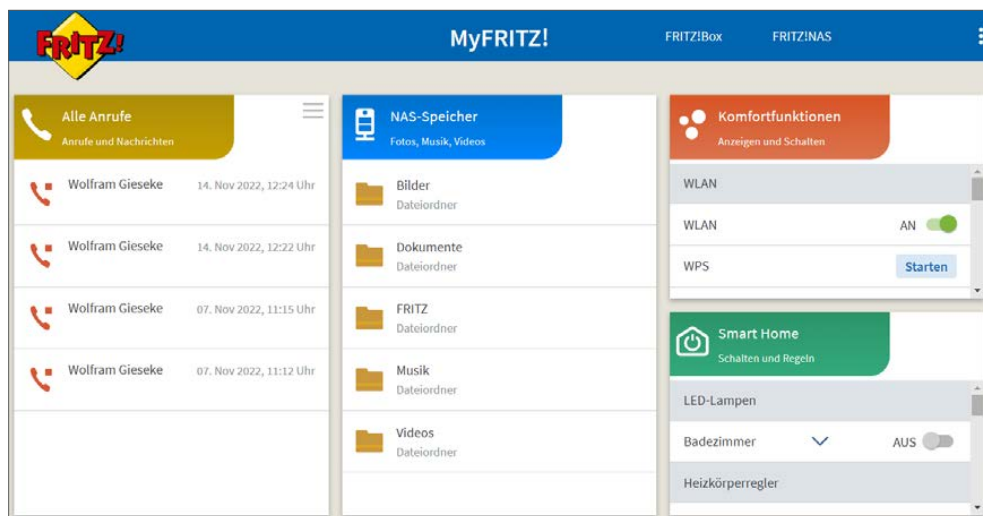 FRITZ!
MyFRITZ!
FRITZ!Box
FRITZ!NAS
Alle Anrufe
Anrufe und Nachrichten
Wolfram Gieseke 14. Nov 2022, 12:24 Uhr
Wolfram Gieseke 14. Nov 2022, 12:22 Uhr
Wolfram Gieseke 07. Nov 2022, 11:15 Uhr
Wolfram Gieseke 07. Nov 2022, 11:12 Uhr
NAS-Speicher
Fotos, Musik, Videos
Bilder
Dateiordner
Dokumente
Dateiordner
FRITZ
Dateiordner
Musik
Dateiordner
Videos
Dateiordner
Komfortfunktionen
Anzeigen und Schalten
WLAN
WLAN AN
WPS Starten
Smart Home
Schalten und Regeln
LED-Lampen
Badezimmer AUS
Heizkörperregler